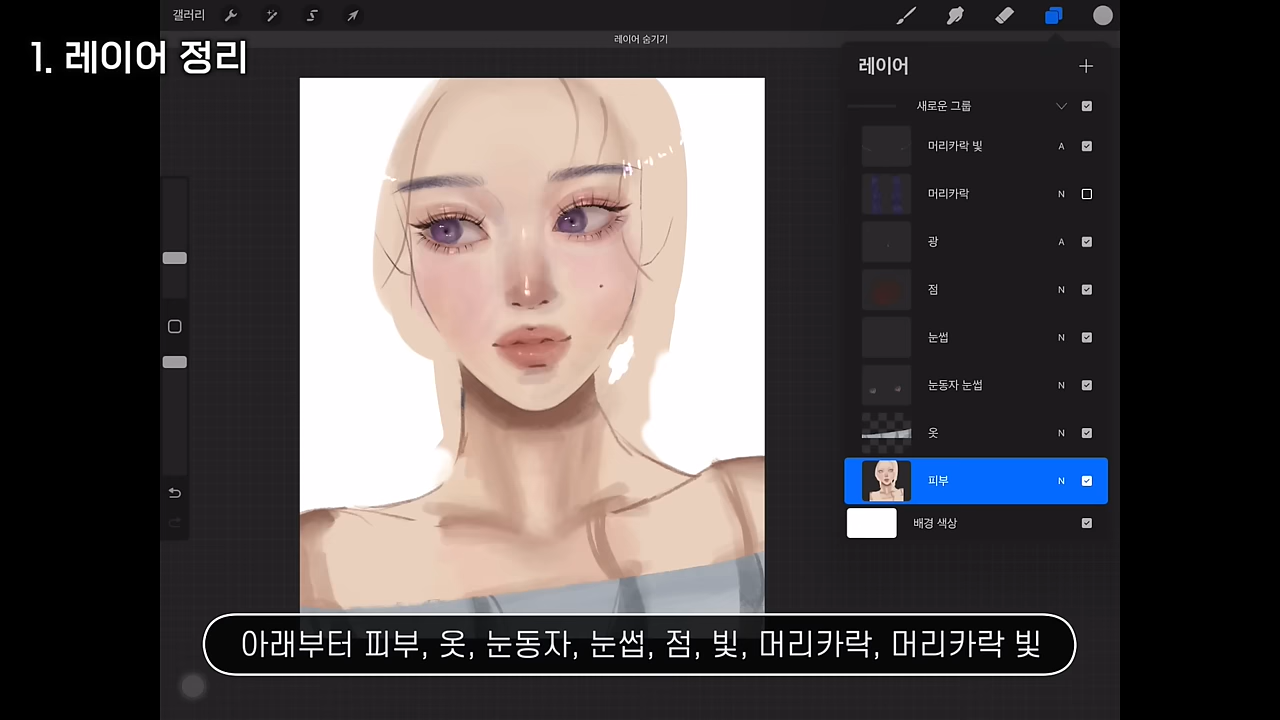 갤러리
레이어 숨기기
1. 레이어 정리
레이어
새로운 그룹
머리카락 빛 A
머리카락 N
광 A
점 N
눈썹 N
눈동자 눈썹 N
옷 N
피부 N
배경 색상
아래부터 피부, 옷, 눈동자, 눈썹, 점, 빛, 머리카락, 머리카락 빛